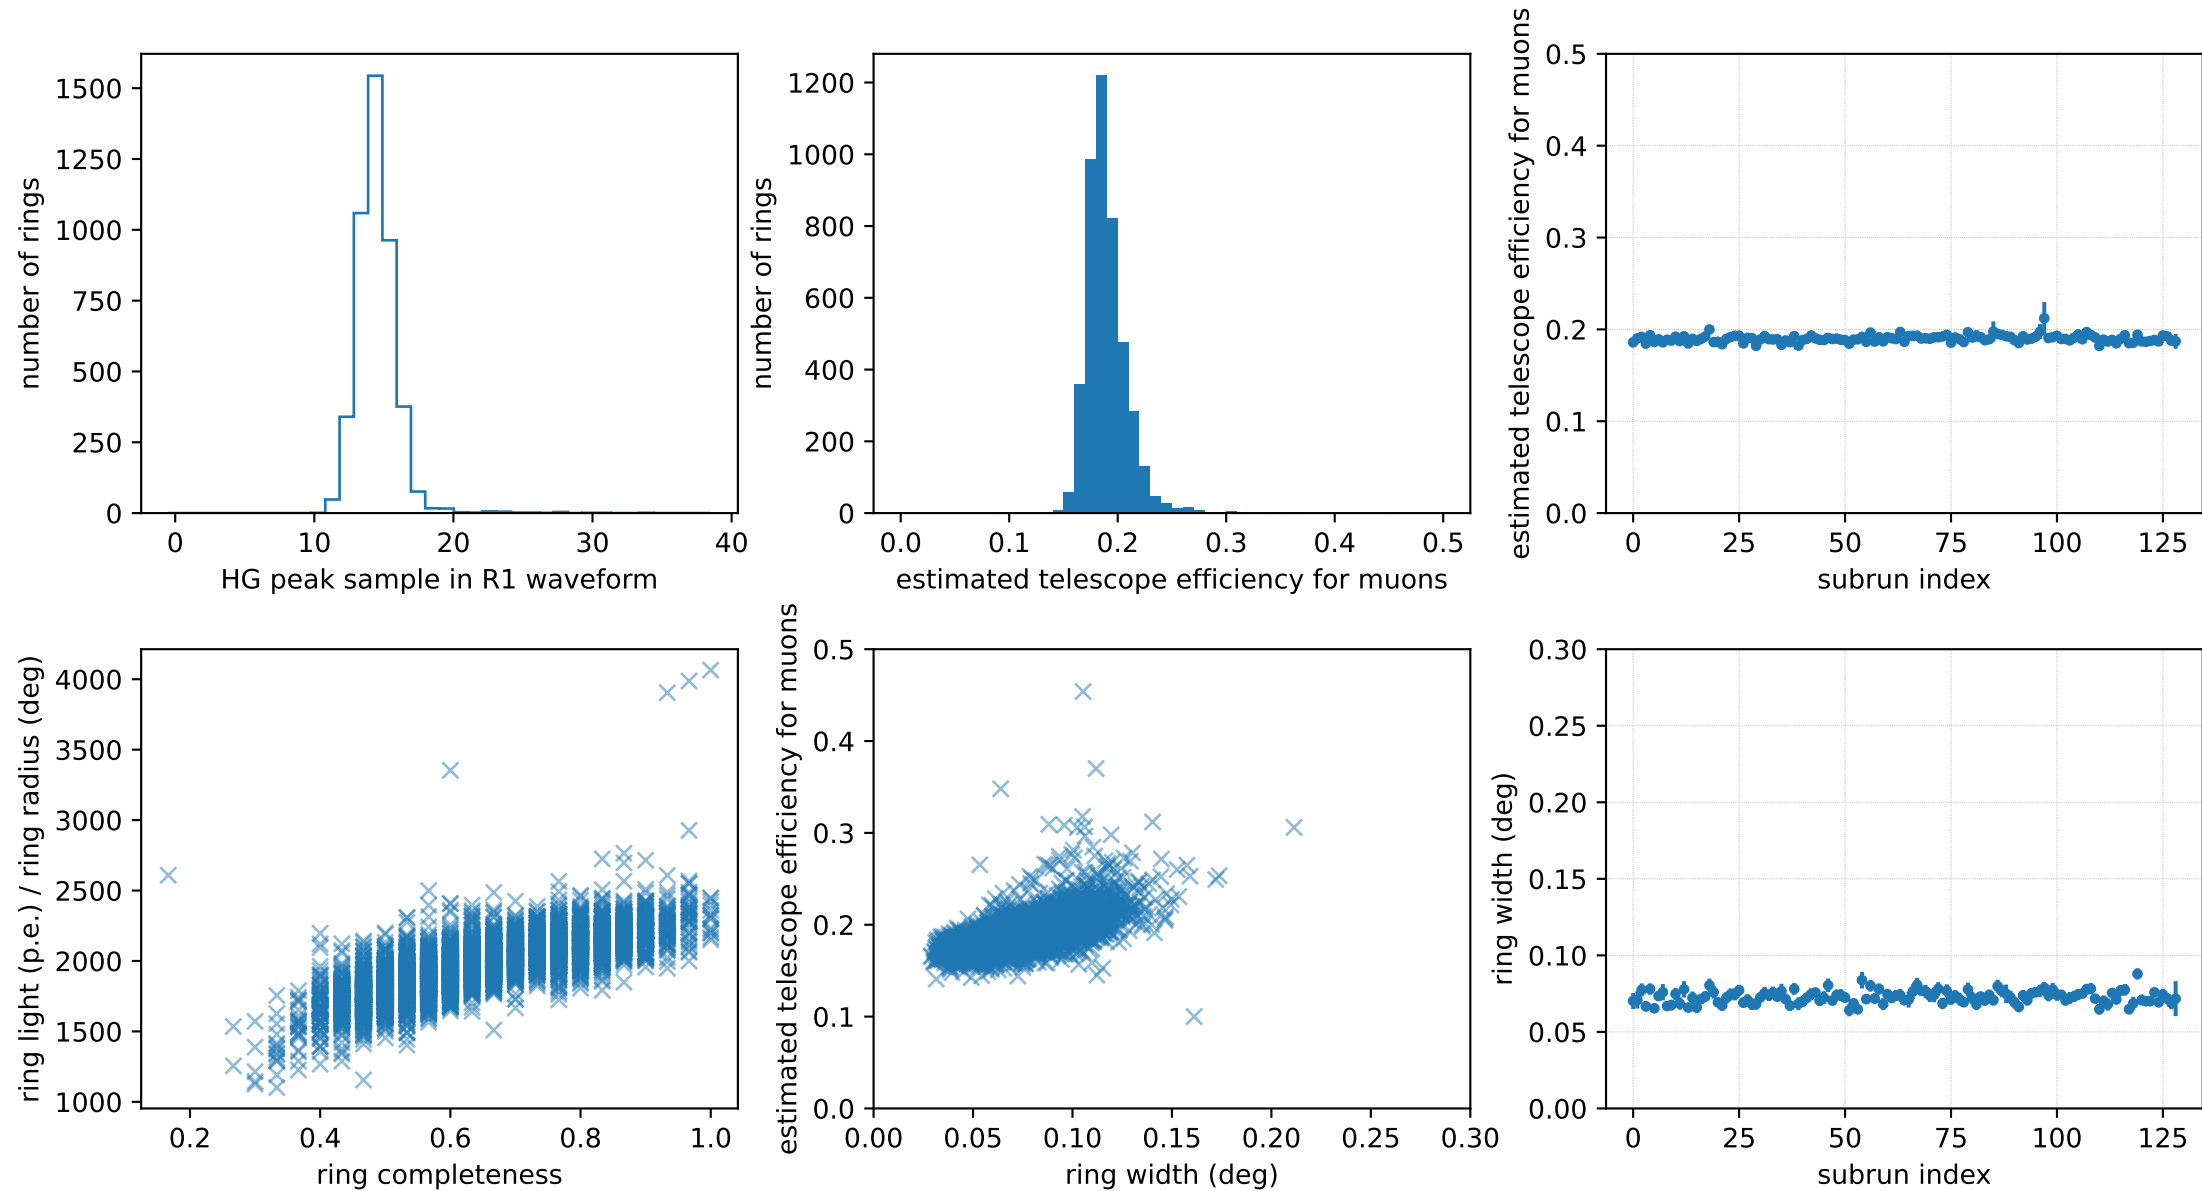 number of rings
1500
1250
1000
750
500
250
0
0 10 20 30 40
HG peak sample in R1 waveform
number of rings
1200
1000
800
600
400
200
0
0.0 0.1 0.2 0.3 0.4 0.5
estimated telescope efficiency for muons
estimated telescope efficiency for muons
0.5
0.4
0.3
0.2
0.1
0.0
0 25 50 75 100 125
subrun index
ring light (p.e.) / ring radius (deg)
4000
3500
3000
2500
2000
1500
1000
0.2 0.4 0.6 0.8 1.0
ring completeness
estimated telescope efficiency for muons
0.5
0.4
0.3
0.2
0.1
0.0
0.00 0.05 0.10 0.15 0.20 0.25 0.30
ring width (deg)
ring width (deg)
0.30
0.25
0.20
0.15
0.10
0.05
0.00
0 25 50 75 100 125
subrun index